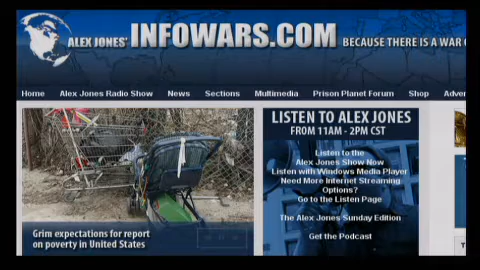 ALEX JONES' INFOWARS.COM BECAUSE THERE IS A WAR
Home Alex Jones Radio Show News Sections Multimedia Prison Planet Forum Shop Adver
LISTEN TO ALEX JONES
FROM 11AM - 2PM CST
Listen to the
Alex Jones Show Now
Listen with Windows Media Player
Need More Internet Streaming
Options?
Go to the Listen Page
The Alex Jones Sunday Edition
Get the Podcast
Grim expectations for report
on poverty in United States